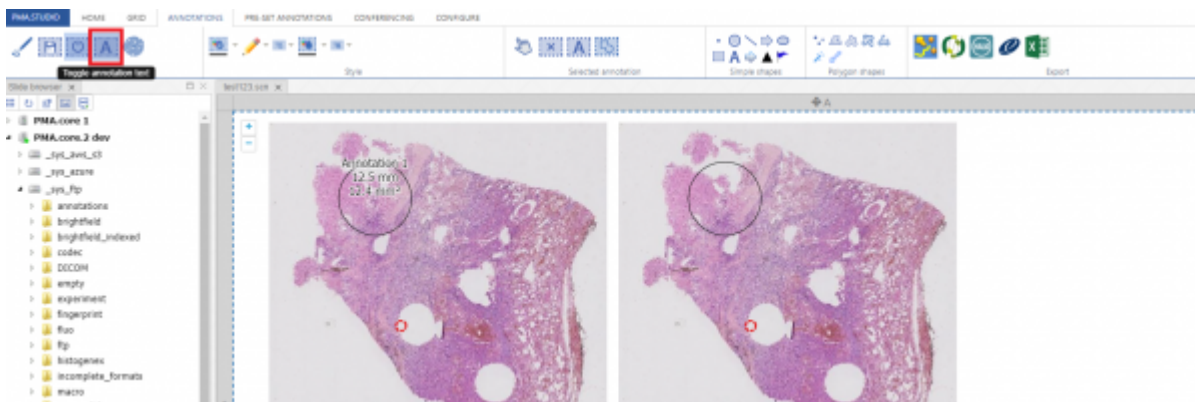 PMA.STUDIO HOME GRID ANNOTATIONS PRE-SET ANNOTATIONS CONFERENCING CONFIGURE
A
Toggle annotation text
Style
Selected annotation
Simple shapes
Polygon shapes
Export
Slide browser
test123.scn
A
PMA.core 1
PMA.core.2 dev
_sys_aws_s3
_sys_azure
_sys_ftp
annotations
brightfield
brightfield_indexed
codec
DICOM
empty
experiment
fingerprint
fluo
ftp
histogenex
incomplete_formats
macro
Annotation 1
12.5 mm
12.4 mm²